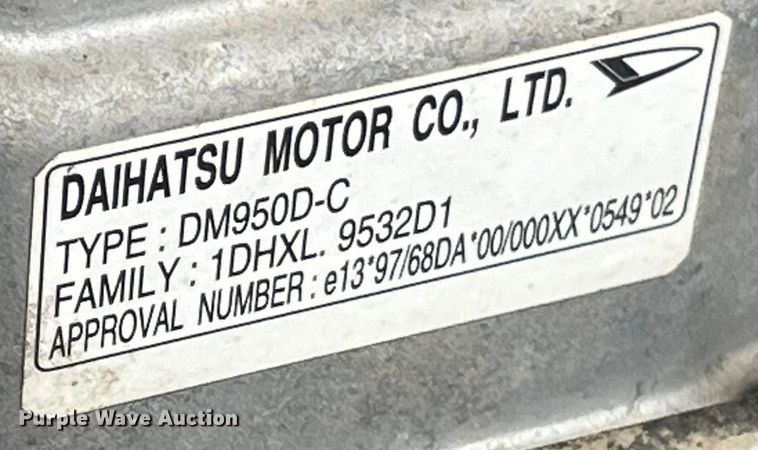 DAIHATSU MOTOR CO., LTD.
TYPE : DM950D-C
FAMILY : 1DHXL. 9532D1
APPROVAL NUMBER : e13*97/68DA*00/000XX*0549*02
Purple Wave Auction